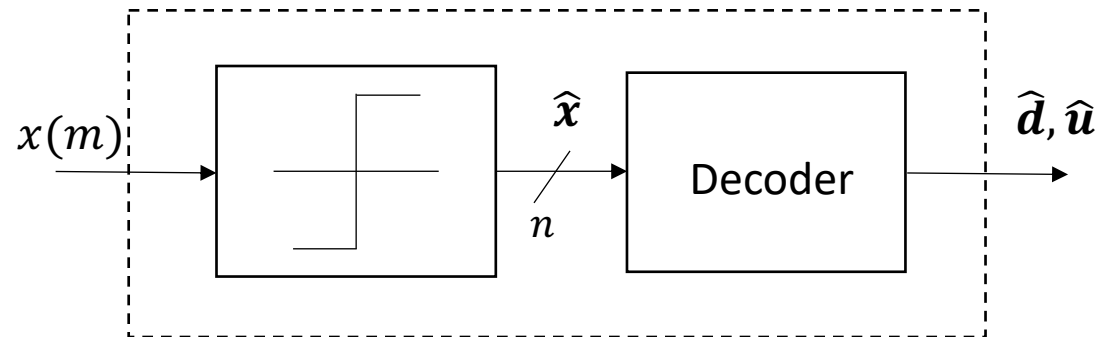 x(m)
x̂
n
Decoder
d̂, û